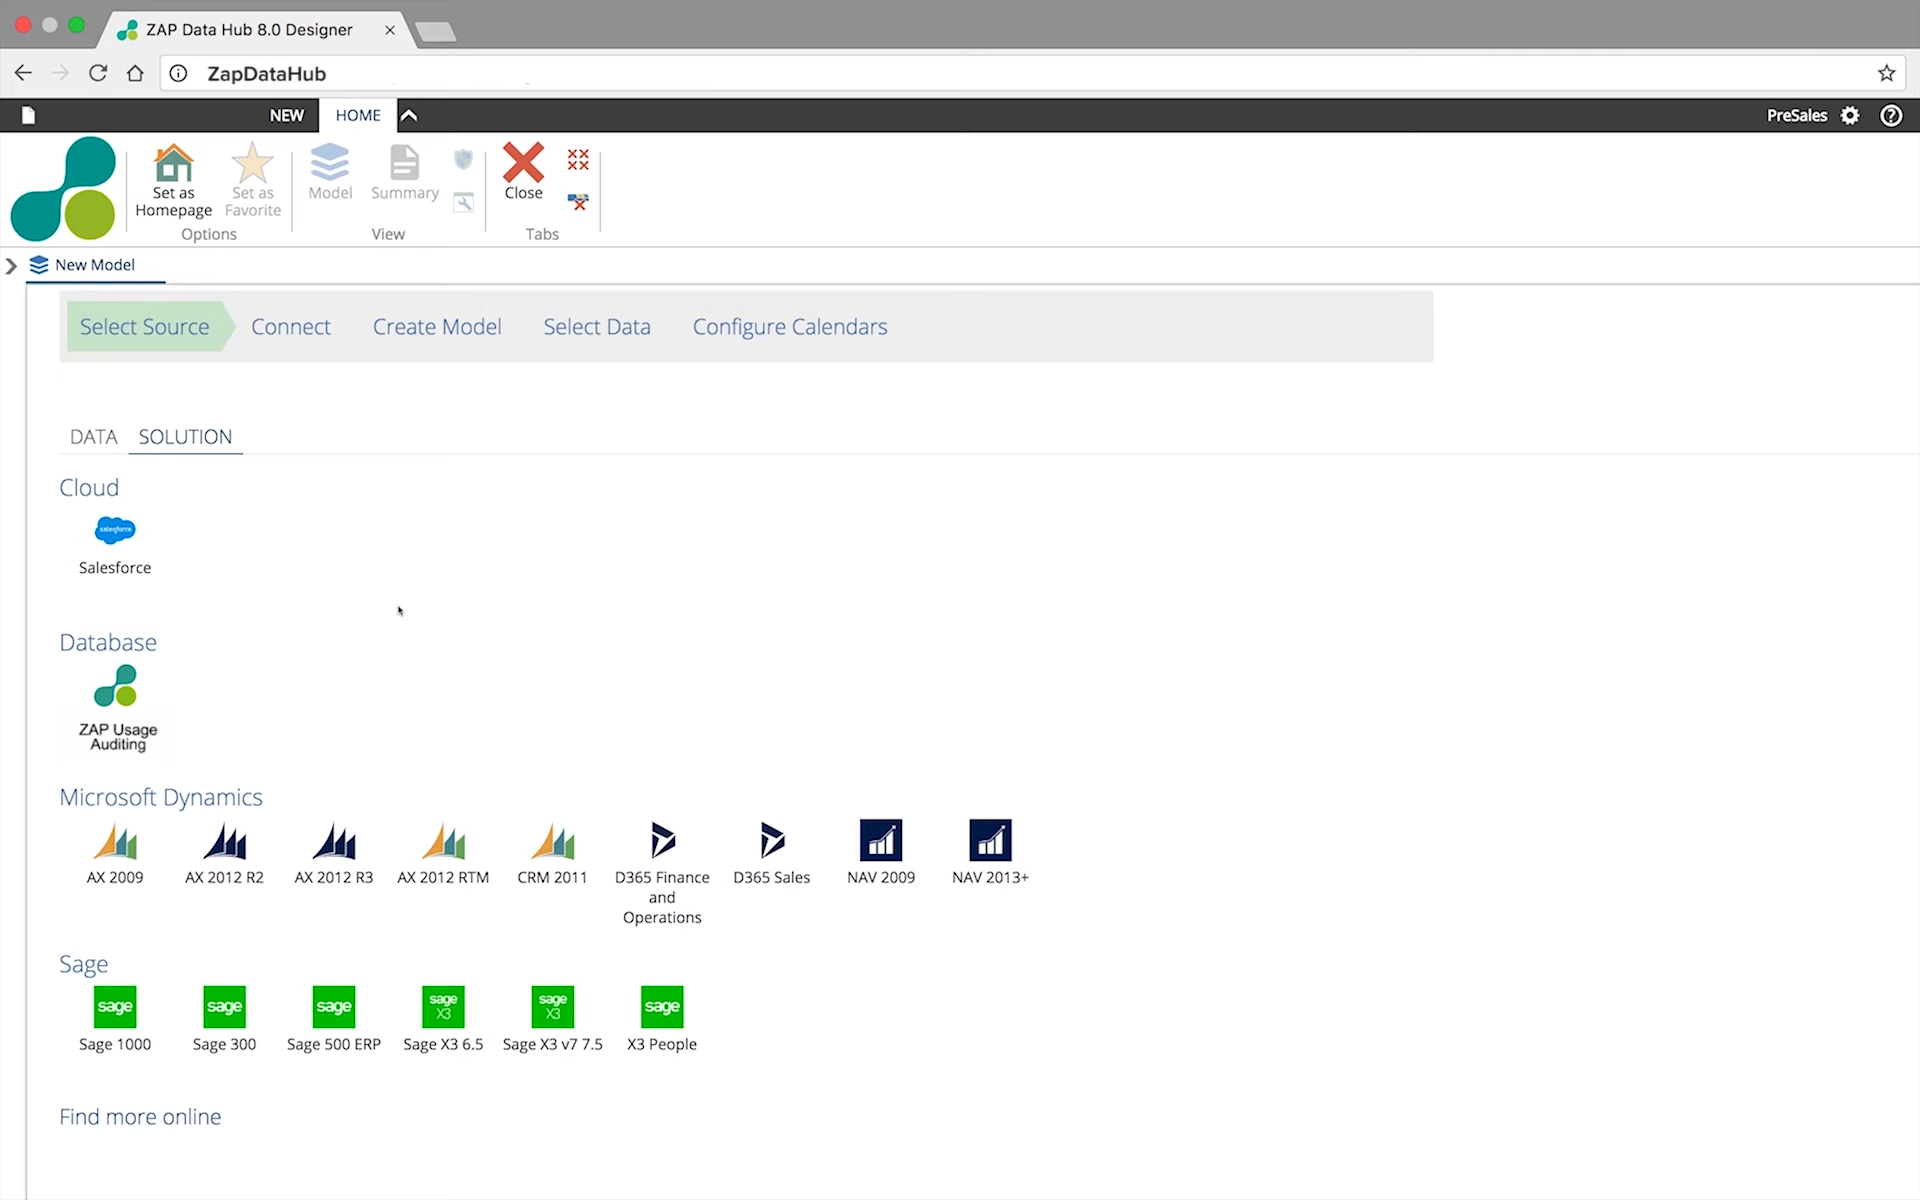 ZAP Data Hub 8.0 Designer
ZapDataHub
NEW HOME PreSales
Set as
Homepage
Set as
Favorite
Model
Summary
Close
Options View Tabs
New Model
Select Source Connect Create Model Select Data Configure Calendars
DATA SOLUTION
Cloud
salesforce
Salesforce
Database
ZAP Usage
Auditing
Microsoft Dynamics
AX 2009 AX 2012 R2 AX 2012 R3 AX 2012 RTM CRM 2011 D365 Finance D365 Sales NAV 2009 NAV 2013+
and
Operations
Sage
sage sage sage sage sage sage
X3 X3
Sage 1000 Sage 300 Sage 500 ERP Sage X3 6.5 Sage X3 v7 7.5 X3 People
Find more online